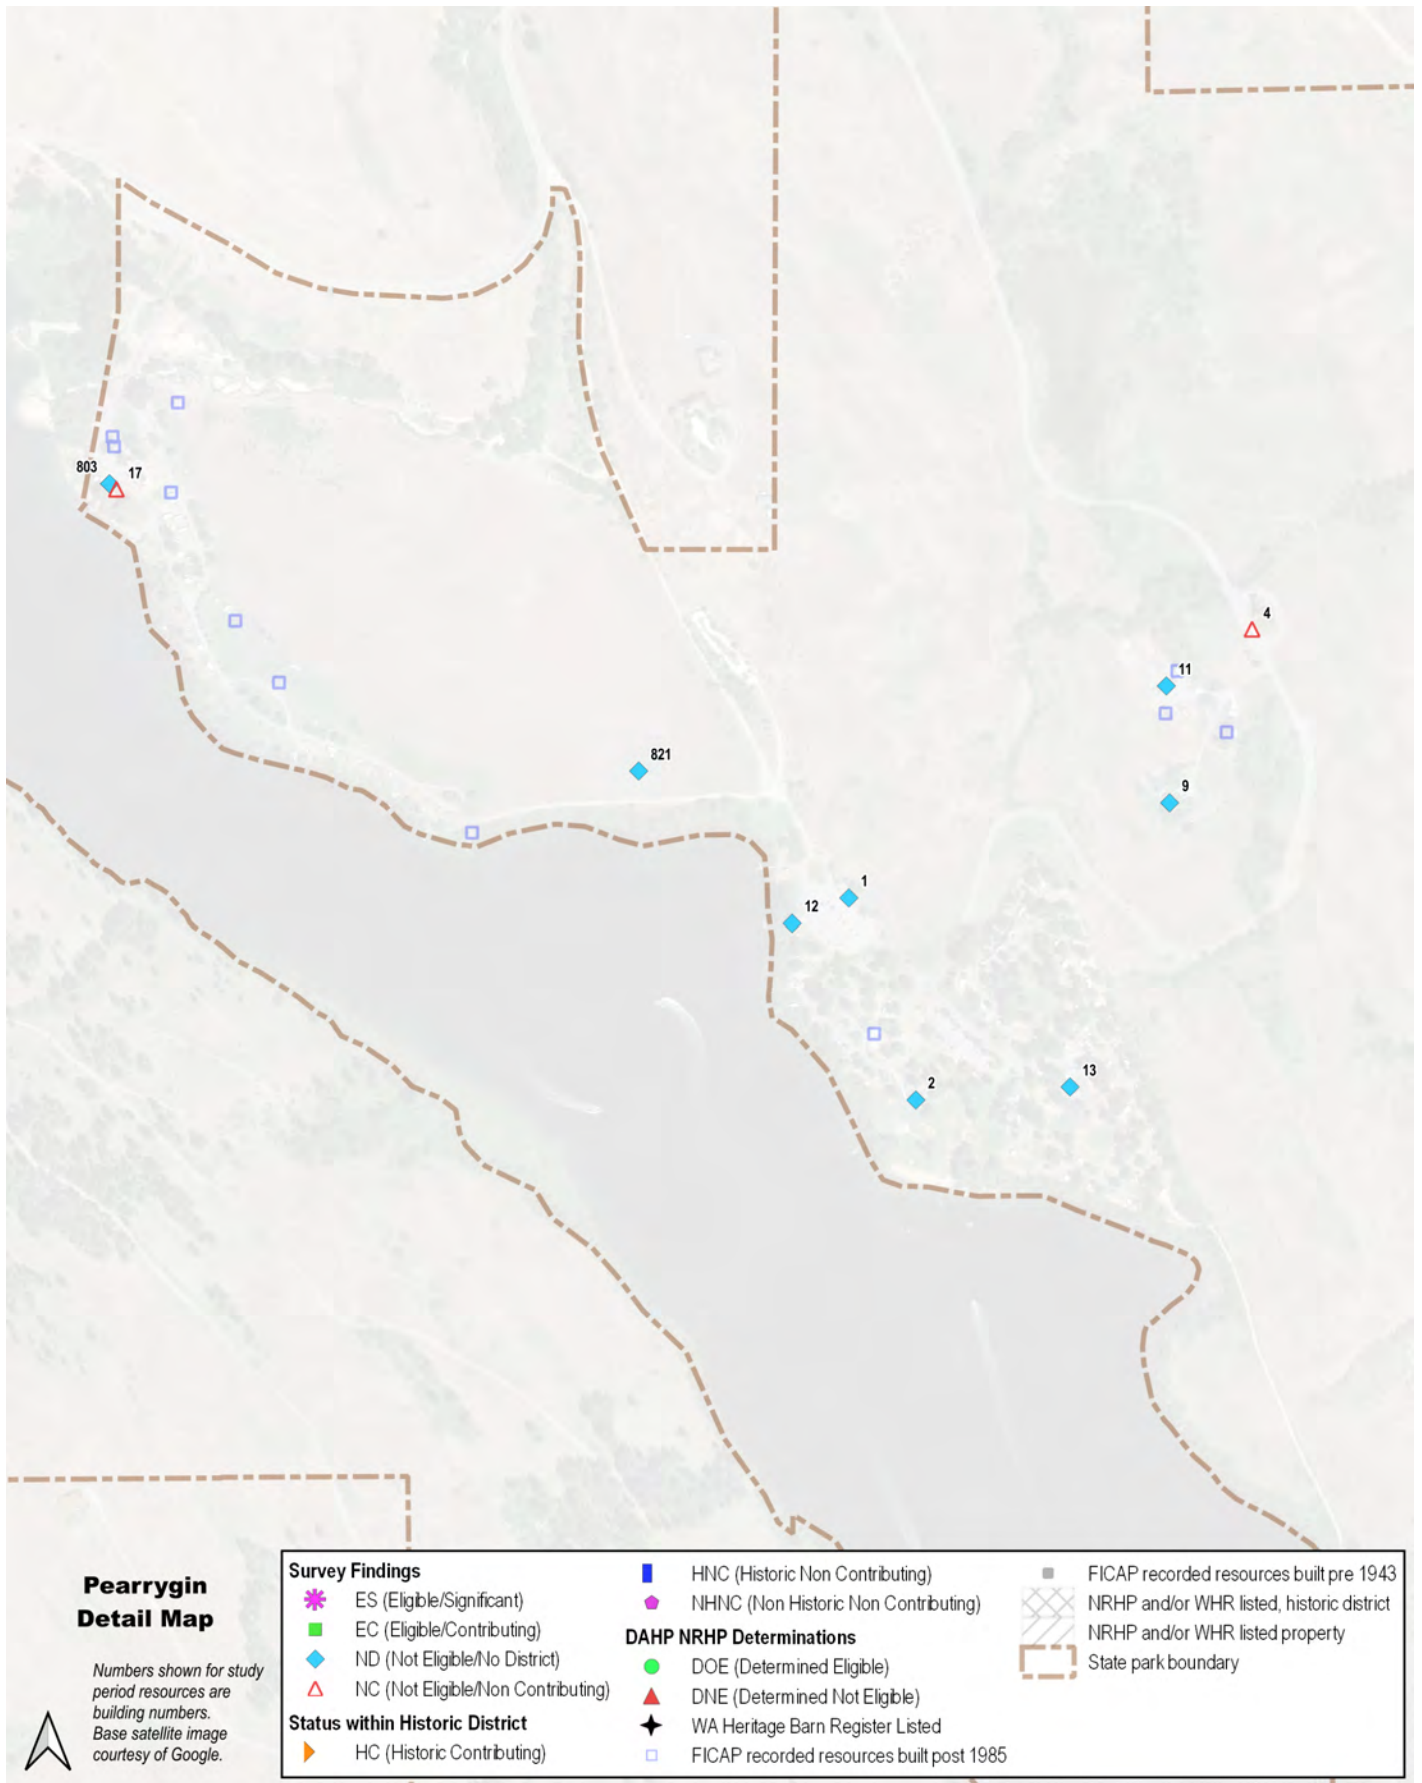 803
17
4
11
821
9
1
12
13
2
Pearrygin
Detail Map
Numbers shown for study
period resources are
building numbers.
Base satellite image
courtesy of Google.
Survey Findings
ES (Eligible/Significant)
EC (Eligible/Contributing)
ND (Not Eligible/No District)
NC (Not Eligible/Non Contributing)
Status within Historic District
HC (Historic Contributing)
HNC (Historic Non Contributing)
NHNC (Non Historic Non Contributing)
DAHP NRHP Determinations
DOE (Determined Eligible)
DNE (Determined Not Eligible)
WA Heritage Barn Register Listed
FICAP recorded resources built post 1985
FICAP recorded resources built pre 1943
NRHP and/or WHR listed, historic district
NRHP and/or WHR listed property
State park boundary